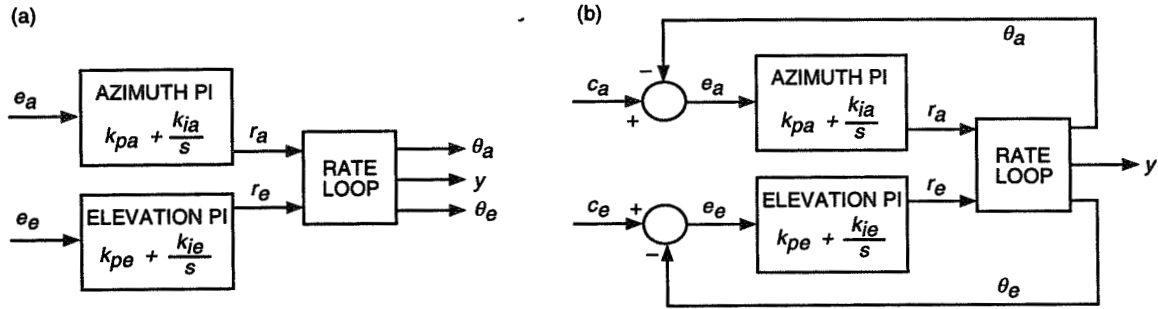 (a)
e_a
AZIMUTH PI
k_pa + k_ia/s
r_a
RATE LOOP
θ_a
y
θ_e
e_e
r_e
ELEVATION PI
k_pe + k_ie/s
(b)
θ_a
−
c_a
+
e_a
AZIMUTH PI
k_pa + k_ia/s
r_a
RATE LOOP
y
c_e
+
e_e
−
r_e
ELEVATION PI
k_pe + k_ie/s
θ_e